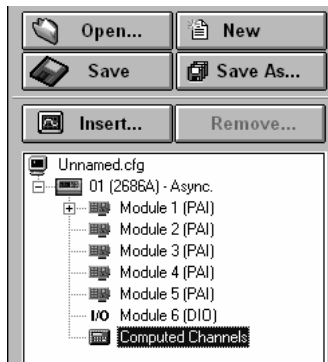 Open... New
Save Save As...
Insert... Remove...
Unnamed.cfg
01 (2686A) - Async.
Module 1 (PAI)
Module 2 (PAI)
Module 3 (PAI)
Module 4 (PAI)
Module 5 (PAI)
I/O Module 6 (DIO)
Computed Channels